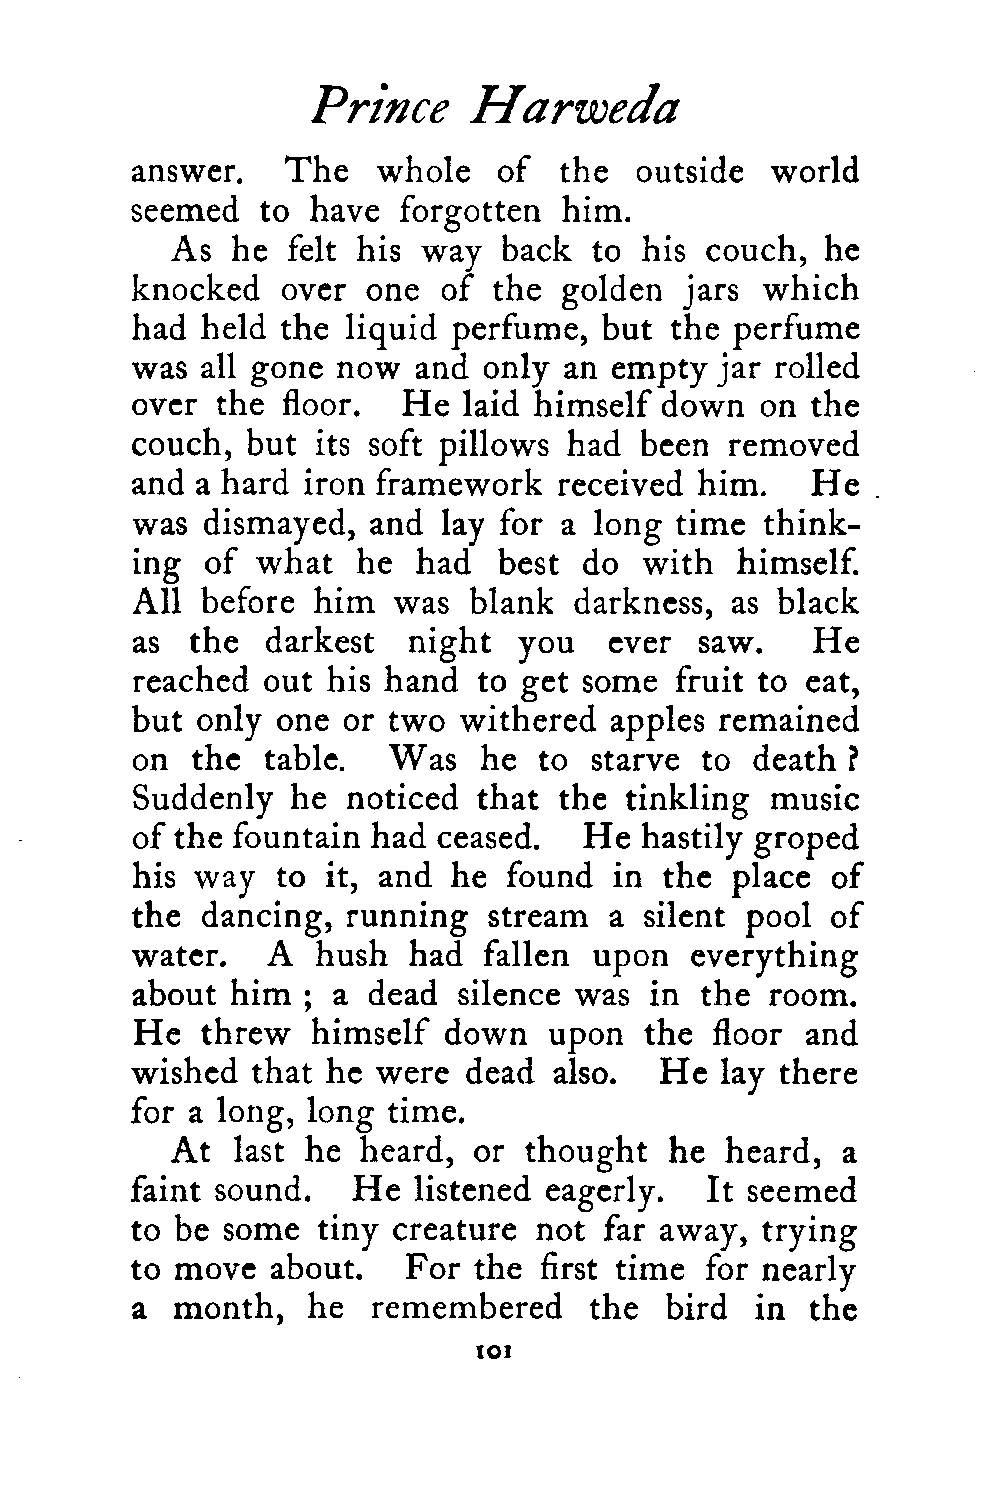 Prince Harweda
answer. The whole of the outside world
seemed to have forgotten him.
As he felt his way back to his couch, he
knocked over one of the golden jars which
had held the liquid perfume, but the perfume
was all gone now and only an empty jar rolled
over the floor. He laid himself down on the
couch, but its soft pillows had been removed
and a hard iron framework received him. He
was dismayed, and lay for a long time think-
ing of what he had best do with himself.
All before him was blank darkness, as black
as the darkest night you ever saw. He
reached out his hand to get some fruit to eat,
but only one or two withered apples remained
on the table. Was he to starve to death ?
Suddenly he noticed that the tinkling music
of the fountain had ceased. He hastily groped
his way to it, and he found in the place of
the dancing, running stream a silent pool of
water. A hush had fallen upon everything
about him ; a dead silence was in the room.
He threw himself down upon the floor and
wished that he were dead also. He lay there
for a long, long time.
At last he heard, or thought he heard, a
faint sound. He listened eagerly. It seemed
to be some tiny creature not far away, trying
to move about. For the first time for nearly
a month, he remembered the bird in the
101